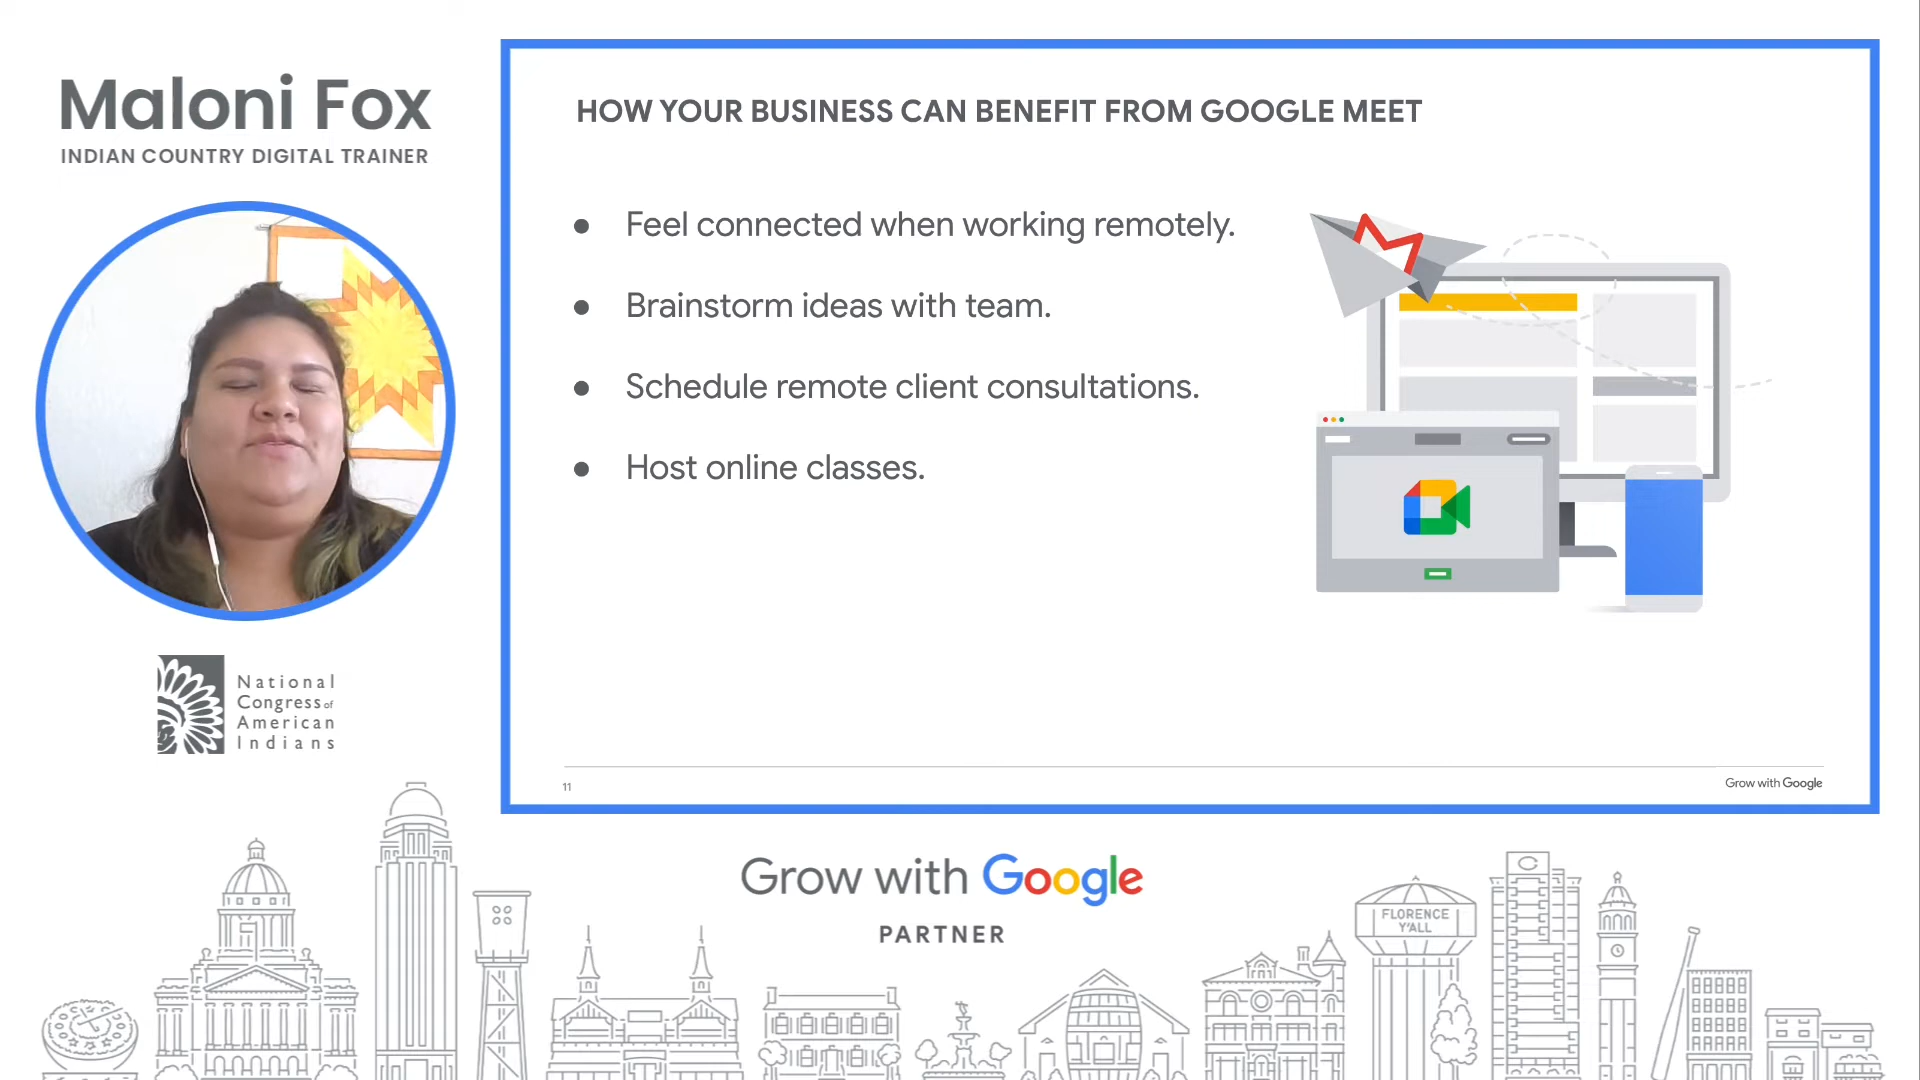 Maloni Fox
INDIAN COUNTRY DIGITAL TRAINER
National
Congress of
American
Indians
HOW YOUR BUSINESS CAN BENEFIT FROM GOOGLE MEET
● Feel connected when working remotely.
● Brainstorm ideas with team.
● Schedule remote client consultations.
● Host online classes.
11
Grow with Google
Grow with Google
PARTNER
FLORENCE
Y'ALL
C